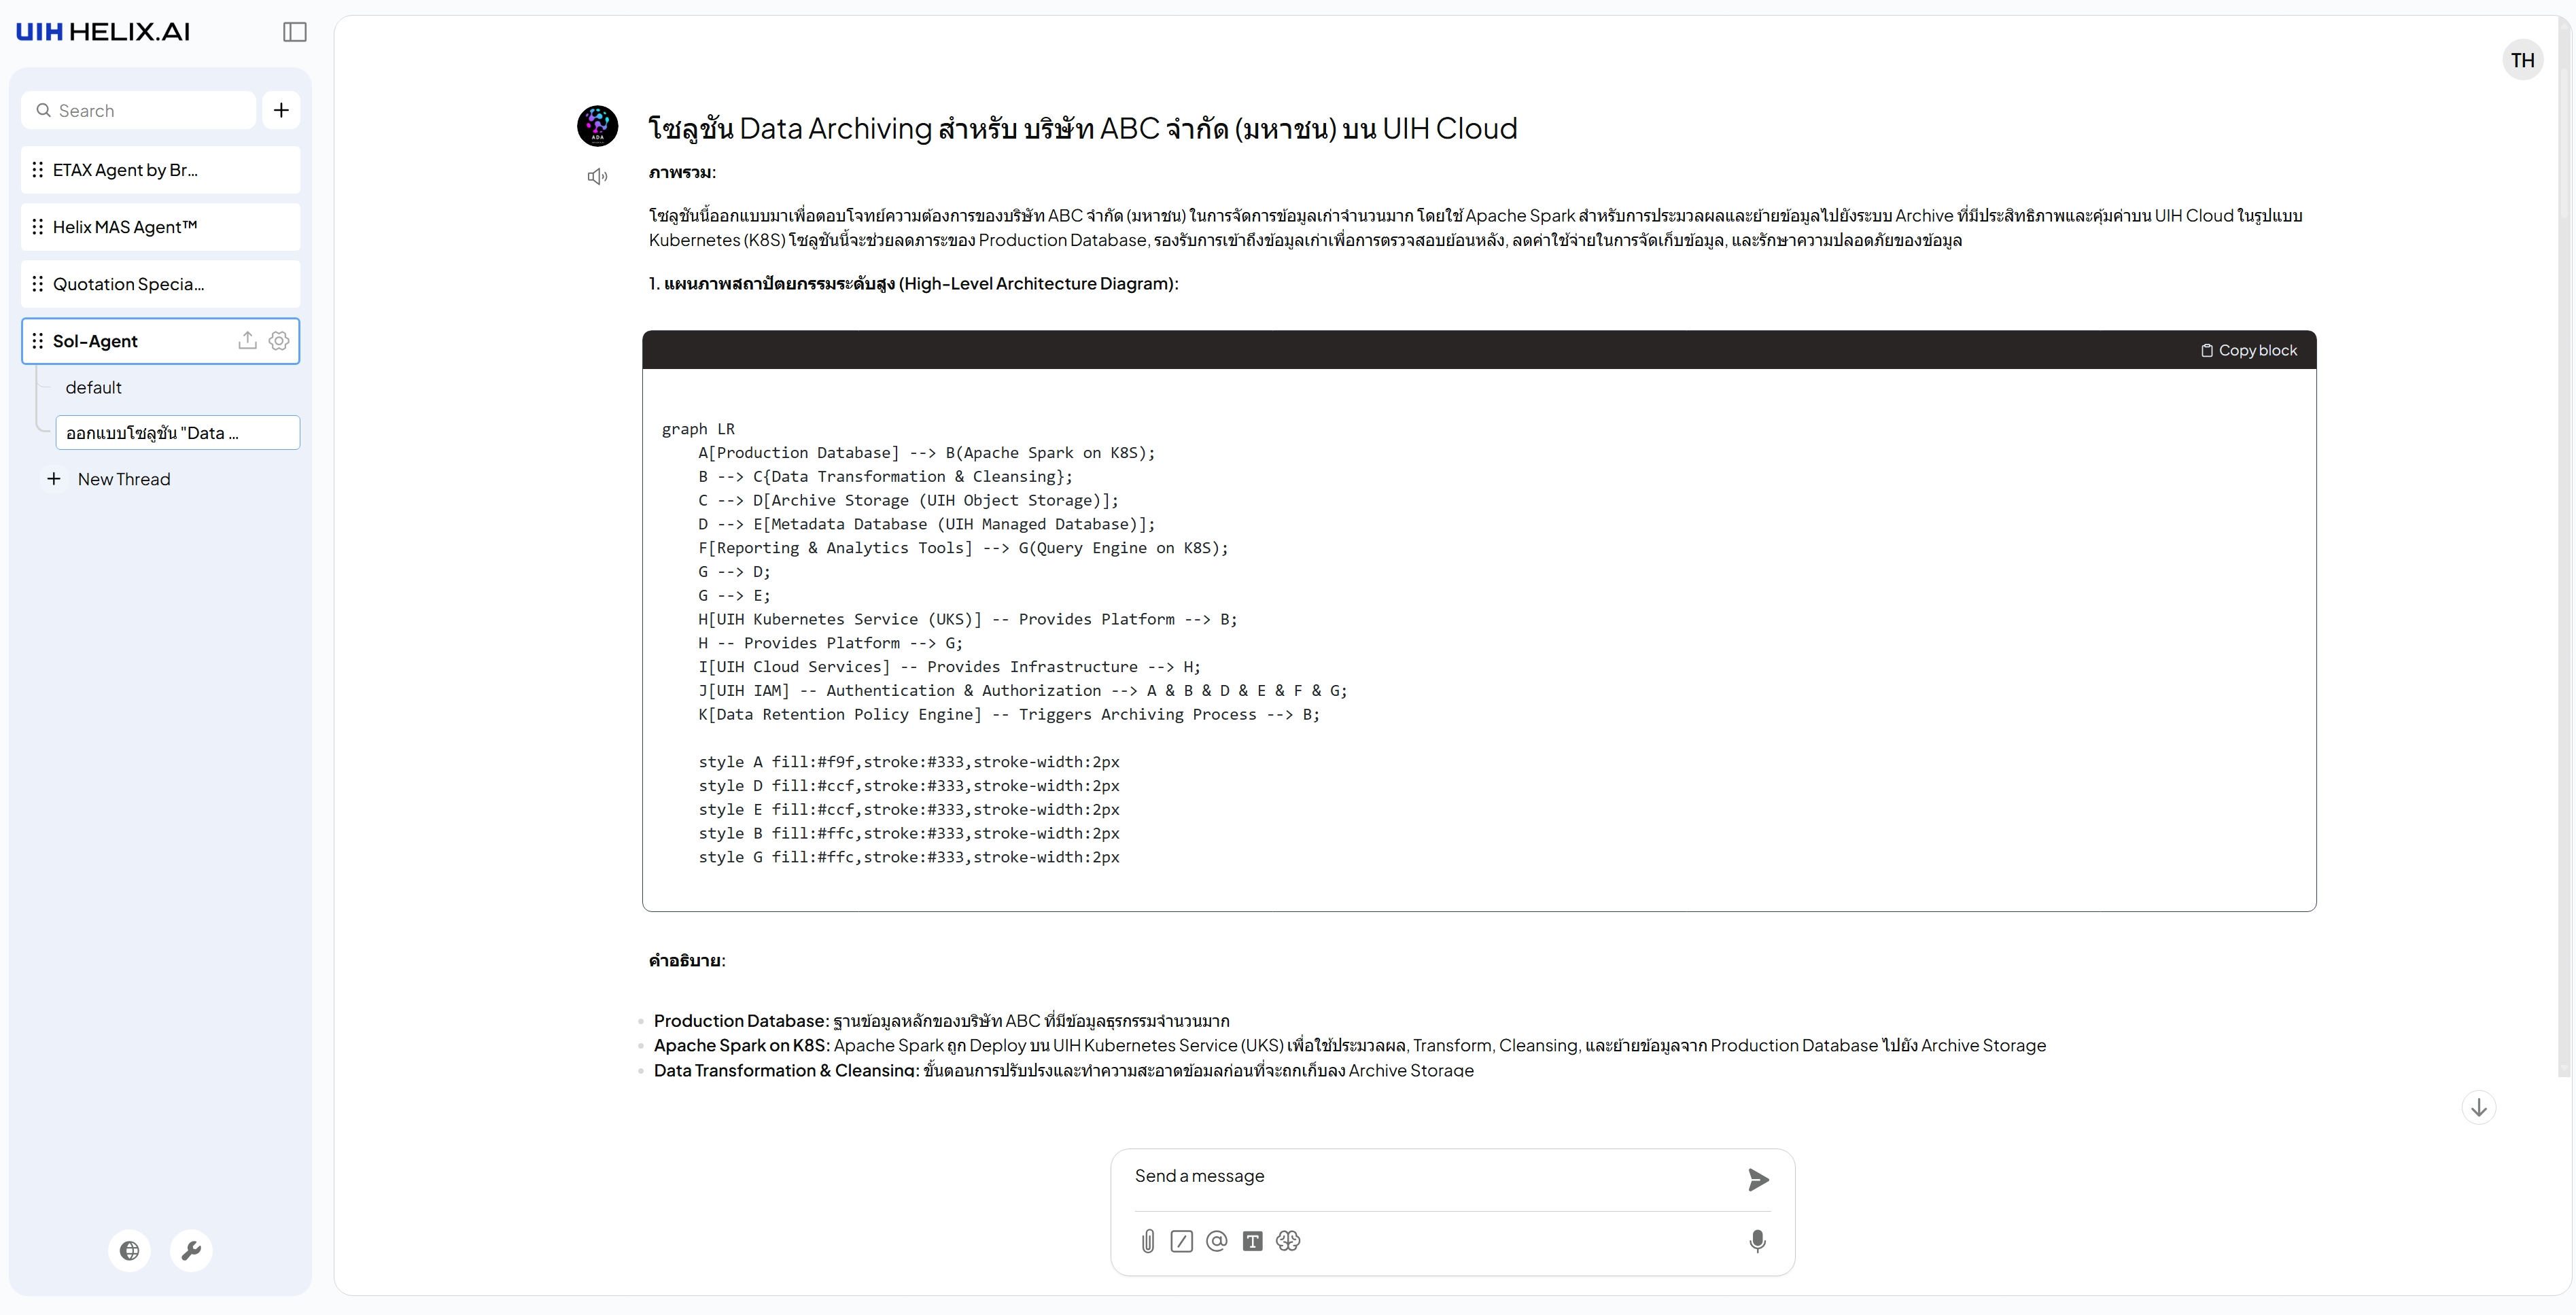 UIH HELIX.AI
Search
ETAX Agent by Br...
Helix MAS Agent™
Quotation Specia...
Sol-Agent
default
ออกแบบโซลูชัน "Data ...
New Thread
TH
ADA
โซลูชัน Data Archiving สำหรับ บริษัท ABC จำกัด (มหาชน) บน UIH Cloud
ภาพรวม:
โซลูชันนี้ออกแบบมาเพื่อตอบโจทย์ความต้องการของบริษัท ABC จำกัด (มหาชน) ในการจัดการข้อมูลเก่าจำนวนมาก โดยใช้ Apache Spark สำหรับการประมวลผลและย้ายข้อมูลไปยังระบบ Archive ที่มีประสิทธิภาพและคุ้มค่าบน UIH Cloud ในรูปแบบ
Kubernetes (K8S) โซลูชันนี้จะช่วยลดภาระของ Production Database, รองรับการเข้าถึงข้อมูลเก่าเพื่อการตรวจสอบย้อนหลัง, ลดค่าใช้จ่ายในการจัดเก็บข้อมูล, และรักษาความปลอดภัยของข้อมูล
1. แผนภาพสถาปัตยกรรมระดับสูง (High-Level Architecture Diagram):
Copy block
graph LR
A[Production Database] --> B(Apache Spark on K8S);
B --> C{Data Transformation & Cleansing};
C --> D[Archive Storage (UIH Object Storage)];
D --> E[Metadata Database (UIH Managed Database)];
F[Reporting & Analytics Tools] --> G(Query Engine on K8S);
G --> D;
G --> E;
H[UIH Kubernetes Service (UKS)] -- Provides Platform --> B;
H -- Provides Platform --> G;
I[UIH Cloud Services] -- Provides Infrastructure --> H;
J[UIH IAM] -- Authentication & Authorization --> A & B & D & E & F & G;
K[Data Retention Policy Engine] -- Triggers Archiving Process --> B;
style A fill:#f9f,stroke:#333,stroke-width:2px
style D fill:#ccf,stroke:#333,stroke-width:2px
style E fill:#ccf,stroke:#333,stroke-width:2px
style B fill:#ffc,stroke:#333,stroke-width:2px
style G fill:#ffc,stroke:#333,stroke-width:2px
คำอธิบาย:
Production Database: ฐานข้อมูลหลักของบริษัท ABC ที่มีข้อมูลธุรกรรมจำนวนมาก
Apache Spark on K8S: Apache Spark ถูก Deploy บน UIH Kubernetes Service (UKS) เพื่อใช้ประมวลผล, Transform, Cleansing, และย้ายข้อมูลจาก Production Database ไปยัง Archive Storage
Data Transformation & Cleansing: ขั้นตอนการปรับปรุงและทำความสะอาดข้อมูลก่อนที่จะถูกเก็บลง Archive Storage
Send a message